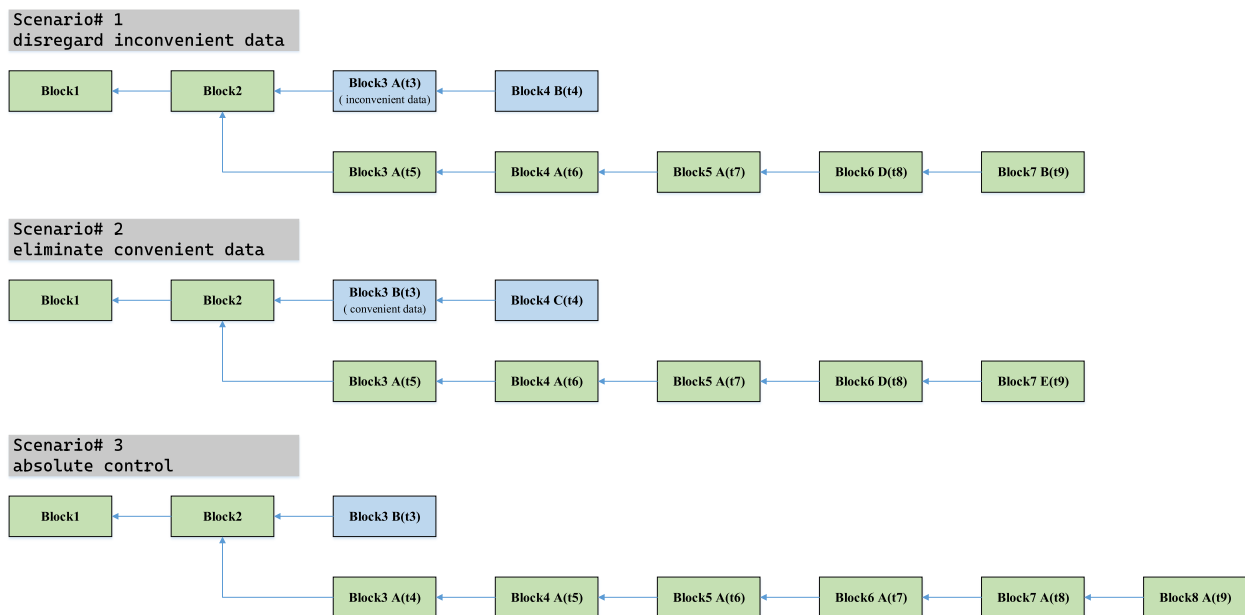 Scenario# 1
disregard inconvenient data
Block1
Block2
Block3 A(t3)
( inconvenient data)
Block4 B(t4)
Block3 A(t5)
Block4 A(t6)
Block5 A(t7)
Block6 D(t8)
Block7 B(t9)
Scenario# 2
eliminate convenient data
Block1
Block2
Block3 B(t3)
( convenient data)
Block4 C(t4)
Block3 A(t5)
Block4 A(t6)
Block5 A(t7)
Block6 D(t8)
Block7 E(t9)
Scenario# 3
absolute control
Block1
Block2
Block3 B(t3)
Block3 A(t4)
Block4 A(t5)
Block5 A(t6)
Block6 A(t7)
Block7 A(t8)
Block8 A(t9)